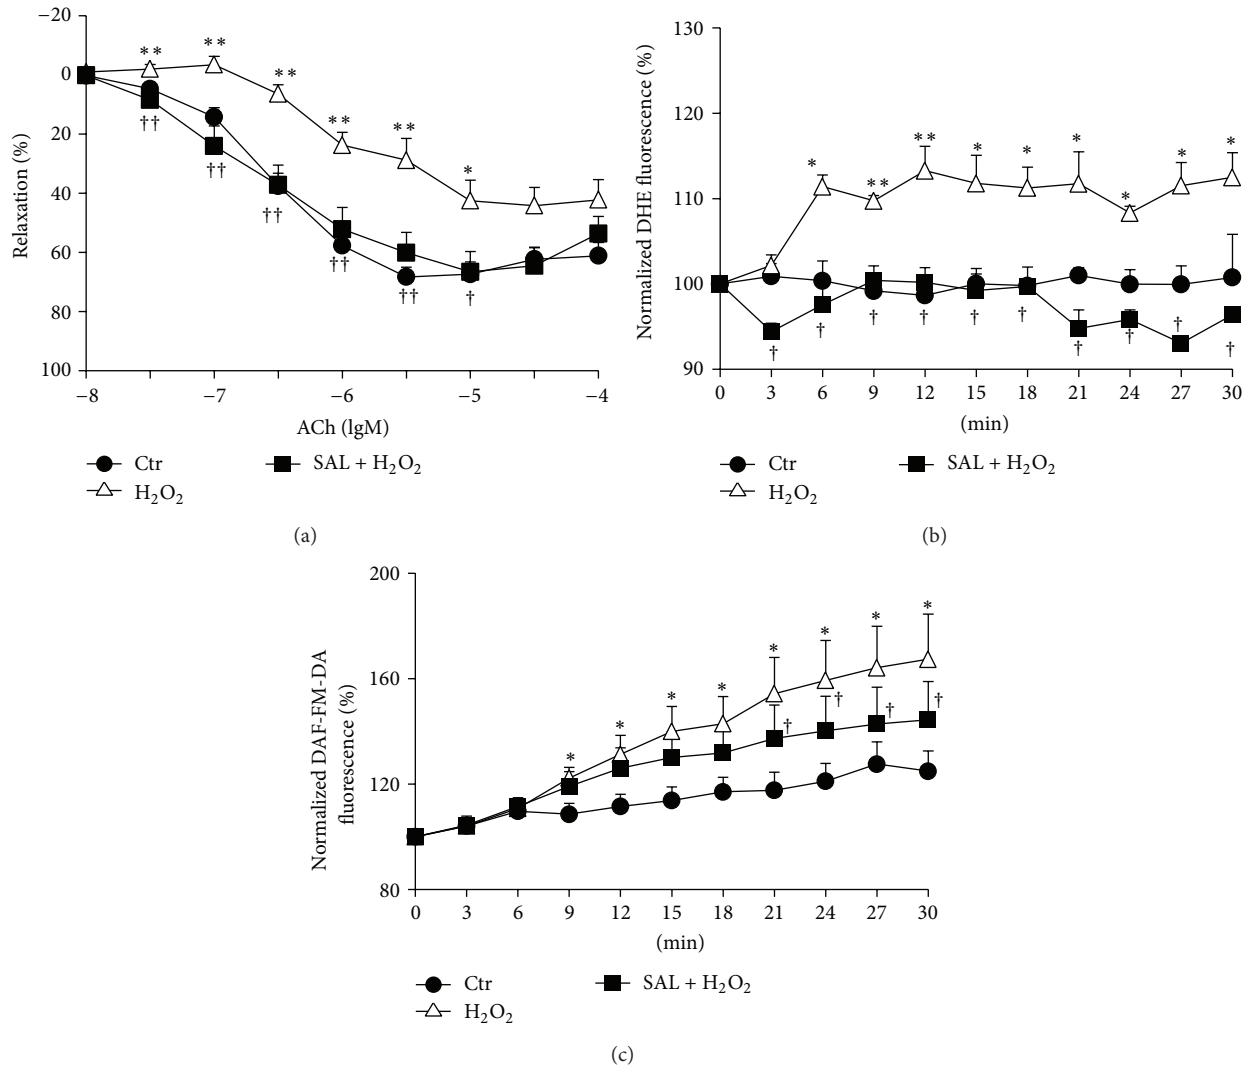 −20
0
20
40
60
80
100
Relaxation (%)
** ** ** ** ** *
†† †† †† †† †† †
−8 −7 −6 −5 −4
ACh (lgM)
Ctr
H₂O₂
SAL + H₂O₂
(a)
130
120
110
100
90
Normalized DHE fluorescence (%)
* ** ** * * * * * *
† † † † † † † † † †
0 3 6 9 12 15 18 21 24 27 30
(min)
Ctr
H₂O₂
SAL + H₂O₂
(b)
200
160
120
80
Normalized DAF-FM-DA
fluorescence (%)
* * * * * * * *
† † † †
0 3 6 9 12 15 18 21 24 27 30
(min)
Ctr
H₂O₂
SAL + H₂O₂
(c)